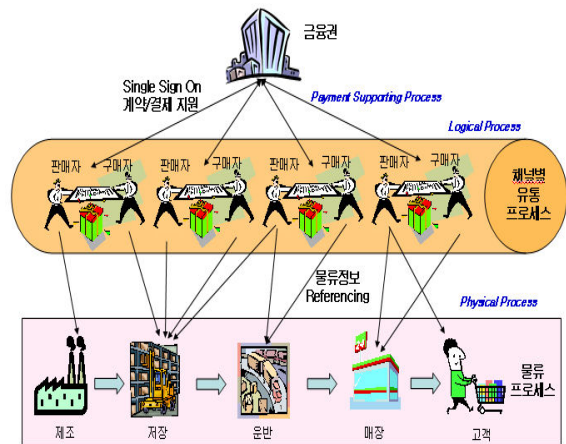 금융권
Single Sign On
계약/결제 지원
Payment Supporting Process
Logical Process
판매자 구매자 판매자 구매자 판매자 구매자 판매자 구매자
채널별
유통
프로세스
물류정보
Referencing
Physical Process
물류
프로세스
제조 저장 운반 매장 고객